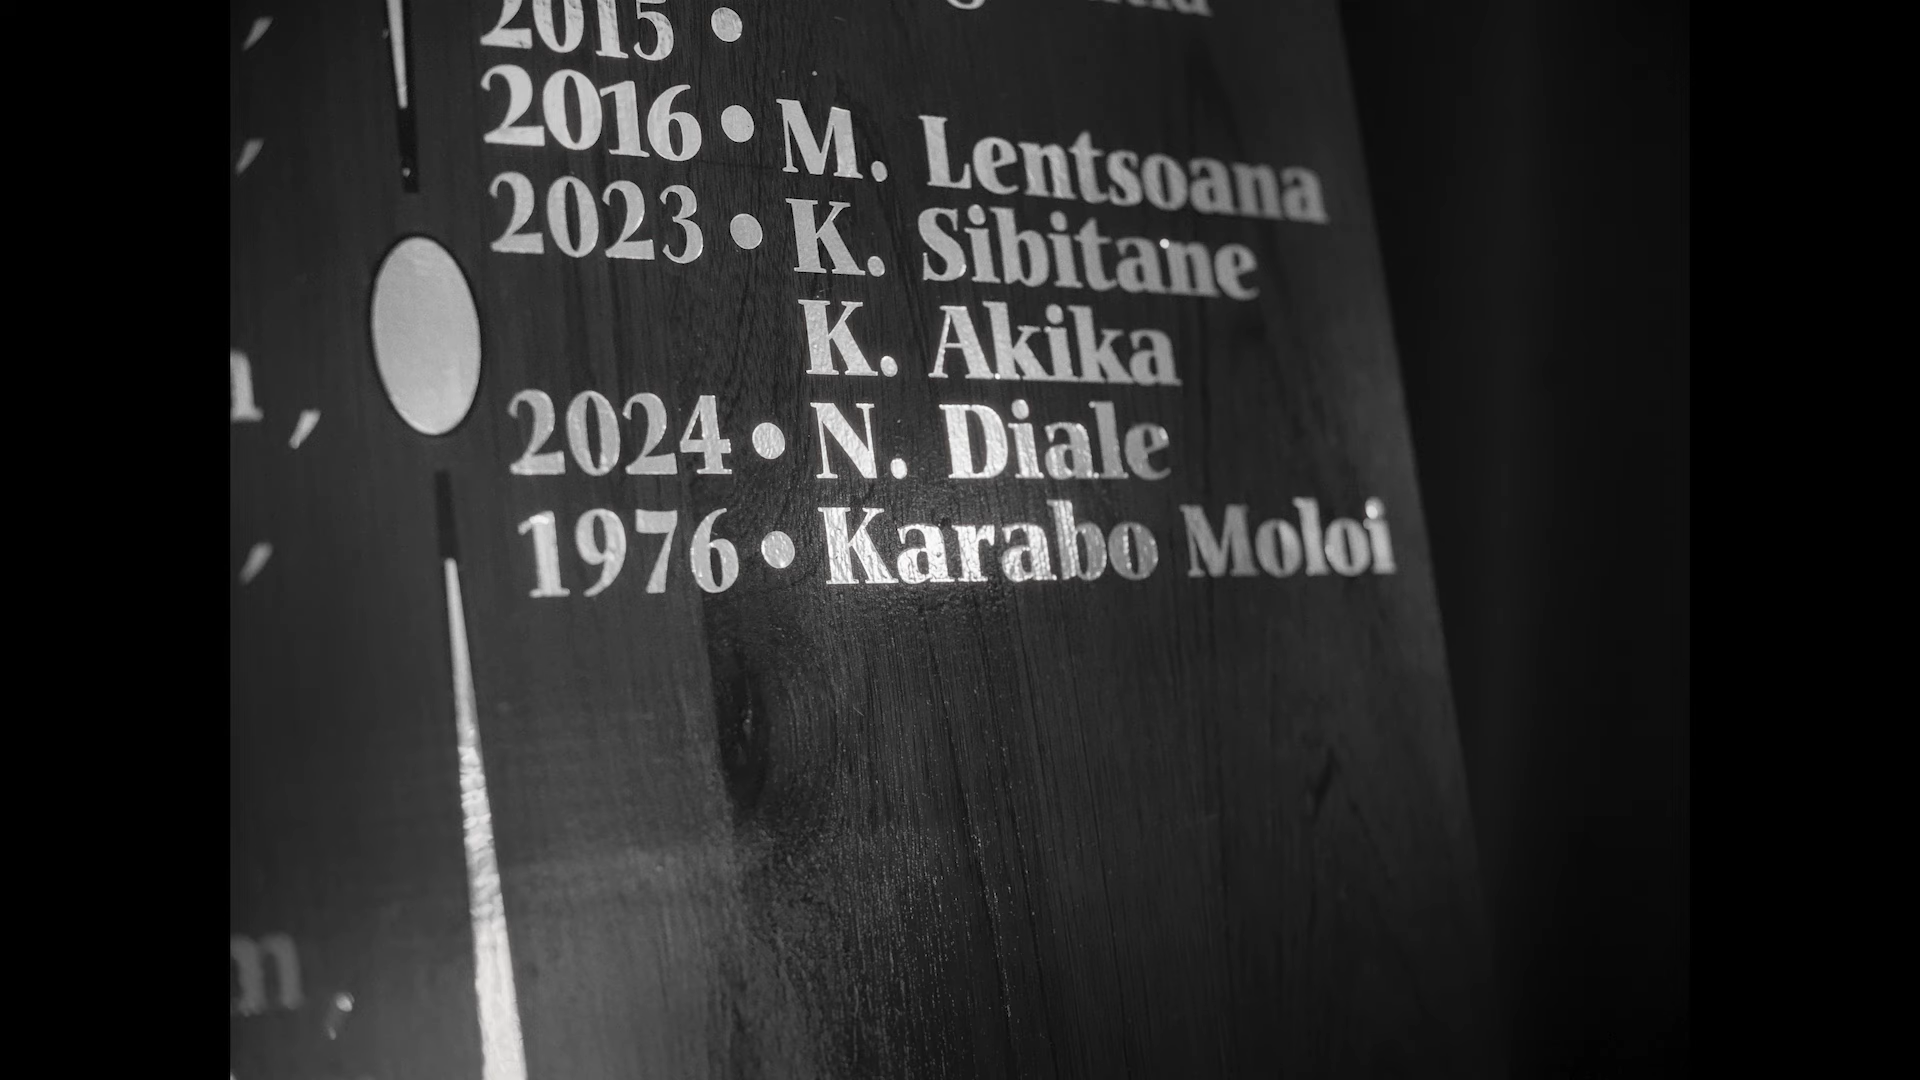 2015 •
2016 • M. Lentsoana
2023 • K. Sibitane
K. Akika
2024 • N. Diale
1976 • Karabo Moloi